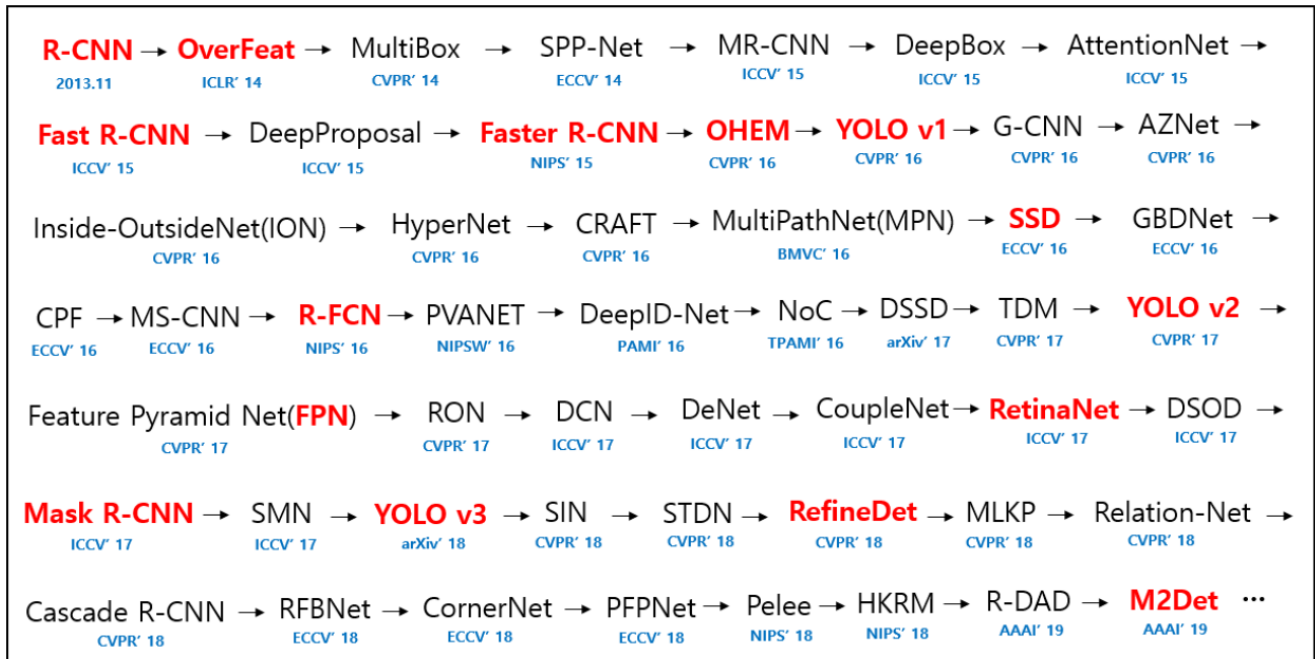 R-CNN → OverFeat → MultiBox → SPP-Net → MR-CNN → DeepBox → AttentionNet →
2013.11 ICLR' 14 CVPR' 14 ECCV' 14 ICCV' 15 ICCV' 15 ICCV' 15
Fast R-CNN → DeepProposal → Faster R-CNN → OHEM → YOLO v1 → G-CNN → AZNet →
ICCV' 15 ICCV' 15 NIPS' 15 CVPR' 16 CVPR' 16 CVPR' 16 CVPR' 16
Inside-OutsideNet(ION) → HyperNet → CRAFT → MultiPathNet(MPN) → SSD → GBDNet →
CVPR' 16 CVPR' 16 CVPR' 16 BMVC' 16 ECCV' 16 ECCV' 16
CPF → MS-CNN → R-FCN → PVANET → DeepID-Net → NoC → DSSD → TDM → YOLO v2 →
ECCV' 16 ECCV' 16 NIPS' 16 NIPSW' 16 PAMI' 16 TPAMI' 16 arXiv' 17 CVPR' 17 CVPR' 17
Feature Pyramid Net(FPN) → RON → DCN → DeNet → CoupleNet → RetinaNet → DSOD →
CVPR' 17 CVPR' 17 ICCV' 17 ICCV' 17 ICCV' 17 ICCV' 17 ICCV' 17
Mask R-CNN → SMN → YOLO v3 → SIN → STDN → RefineDet → MLKP → Relation-Net →
ICCV' 17 ICCV' 17 arXiv' 18 CVPR' 18 CVPR' 18 CVPR' 18 CVPR' 18 CVPR' 18
Cascade R-CNN → RFBNet → CornerNet → PFPNet → Pelee → HKRM → R-DAD → M2Det ···
CVPR' 18 ECCV' 18 ECCV' 18 ECCV' 18 NIPS' 18 NIPS' 18 AAAI' 19 AAAI' 19